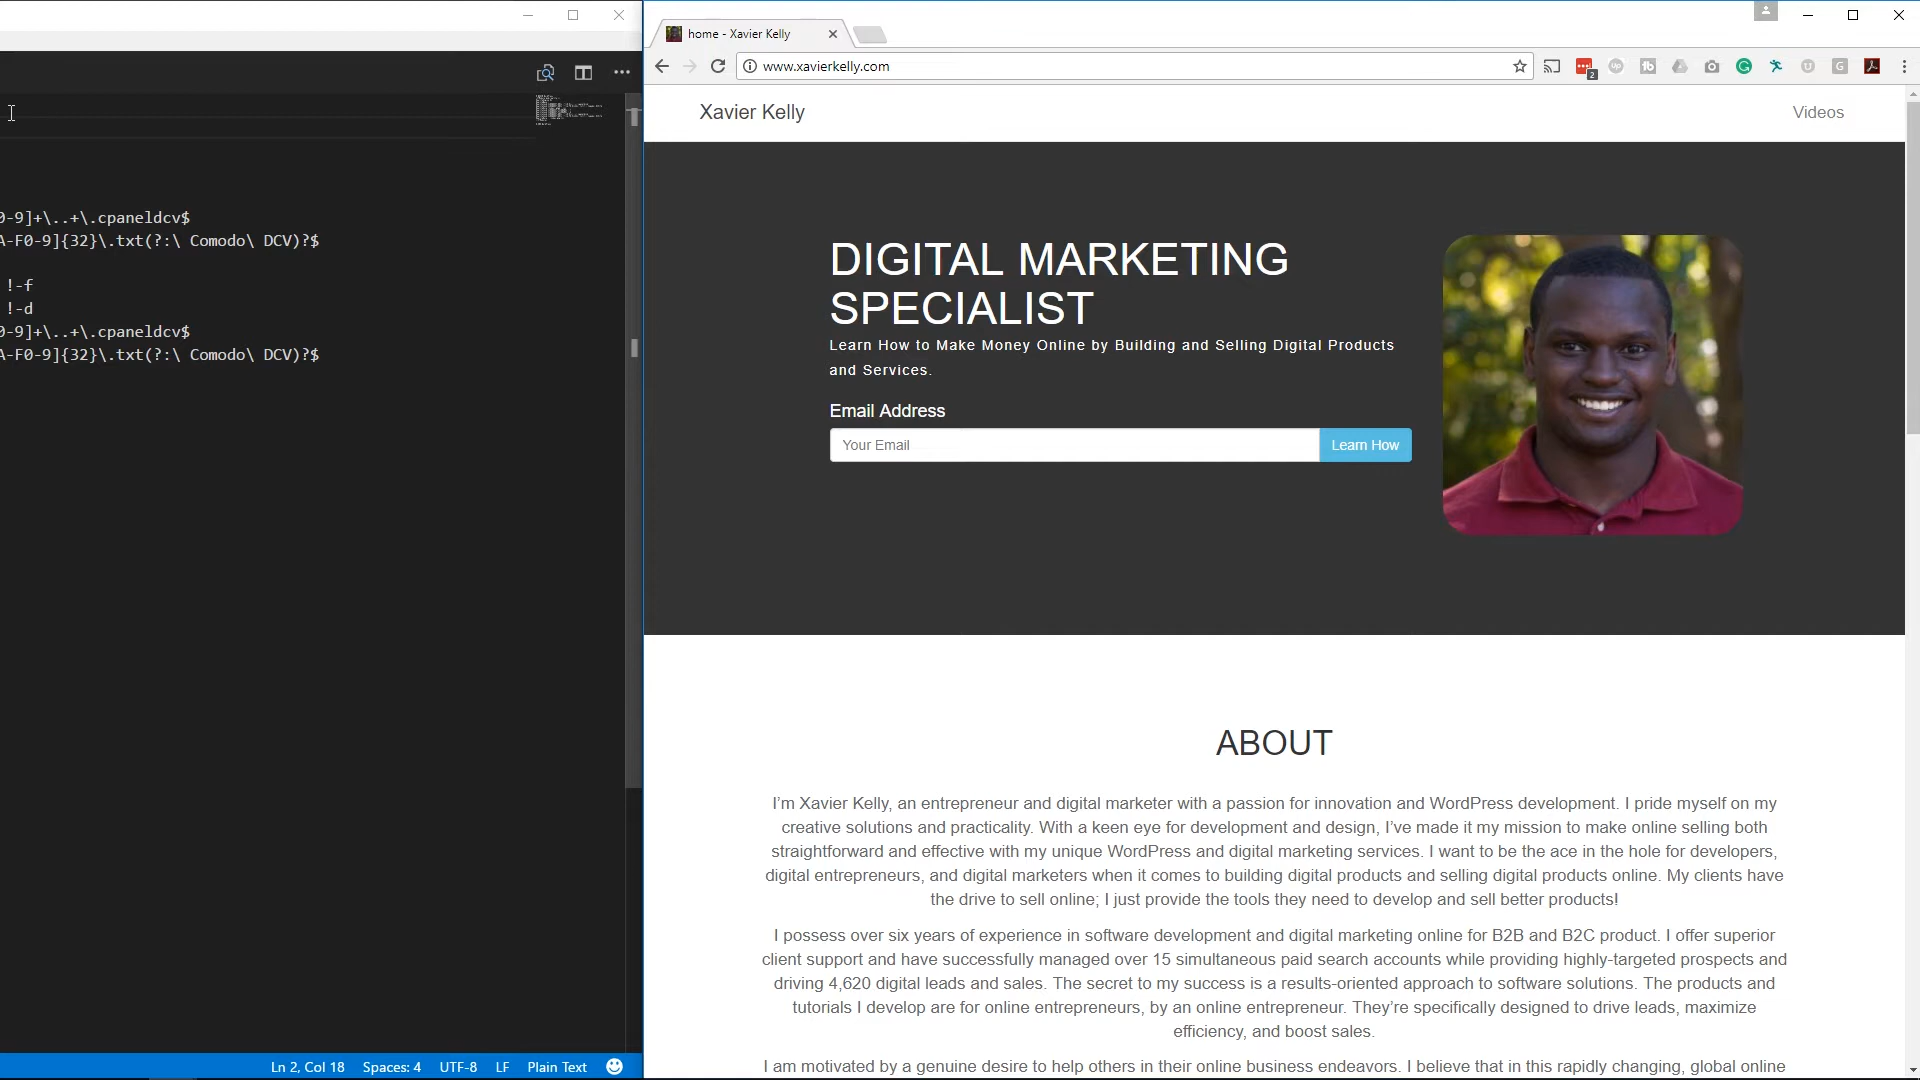 0-9]+\..+\.cpaneldcv$
A-F0-9]{32}\.txt(?:\ Comodo\ DCV)?$
!-f
!-d
0-9]+\..+\.cpaneldcv$
A-F0-9]{32}\.txt(?:\ Comodo\ DCV)?$
Ln 2, Col 18 Spaces: 4 UTF-8 LF Plain Text
home - Xavier Kelly
www.xavierkelly.com
Xavier Kelly
Videos
DIGITAL MARKETING
SPECIALIST
Learn How to Make Money Online by Building and Selling Digital Products
and Services.
Email Address
Your Email
Learn How
ABOUT
I’m Xavier Kelly, an entrepreneur and digital marketer with a passion for innovation and WordPress development. I pride myself on my
creative solutions and practicality. With a keen eye for development and design, I’ve made it my mission to make online selling both
straightforward and effective with my unique WordPress and digital marketing services. I want to be the ace in the hole for developers,
digital entrepreneurs, and digital marketers when it comes to building digital products and selling digital products online. My clients have
the drive to sell online; I just provide the tools they need to develop and sell better products!
I possess over six years of experience in software development and digital marketing online for B2B and B2C product. I offer superior
client support and have successfully managed over 15 simultaneous paid search accounts while providing highly-targeted prospects and
driving 4,620 digital leads and sales. The secret to my success is a results-oriented approach to software solutions. The products and
tutorials I develop are for online entrepreneurs, by an online entrepreneur. They’re specifically designed to drive leads, maximize
efficiency, and boost sales.
I am motivated by a genuine desire to help others in their online business endeavors. I believe that in this rapidly changing, global online